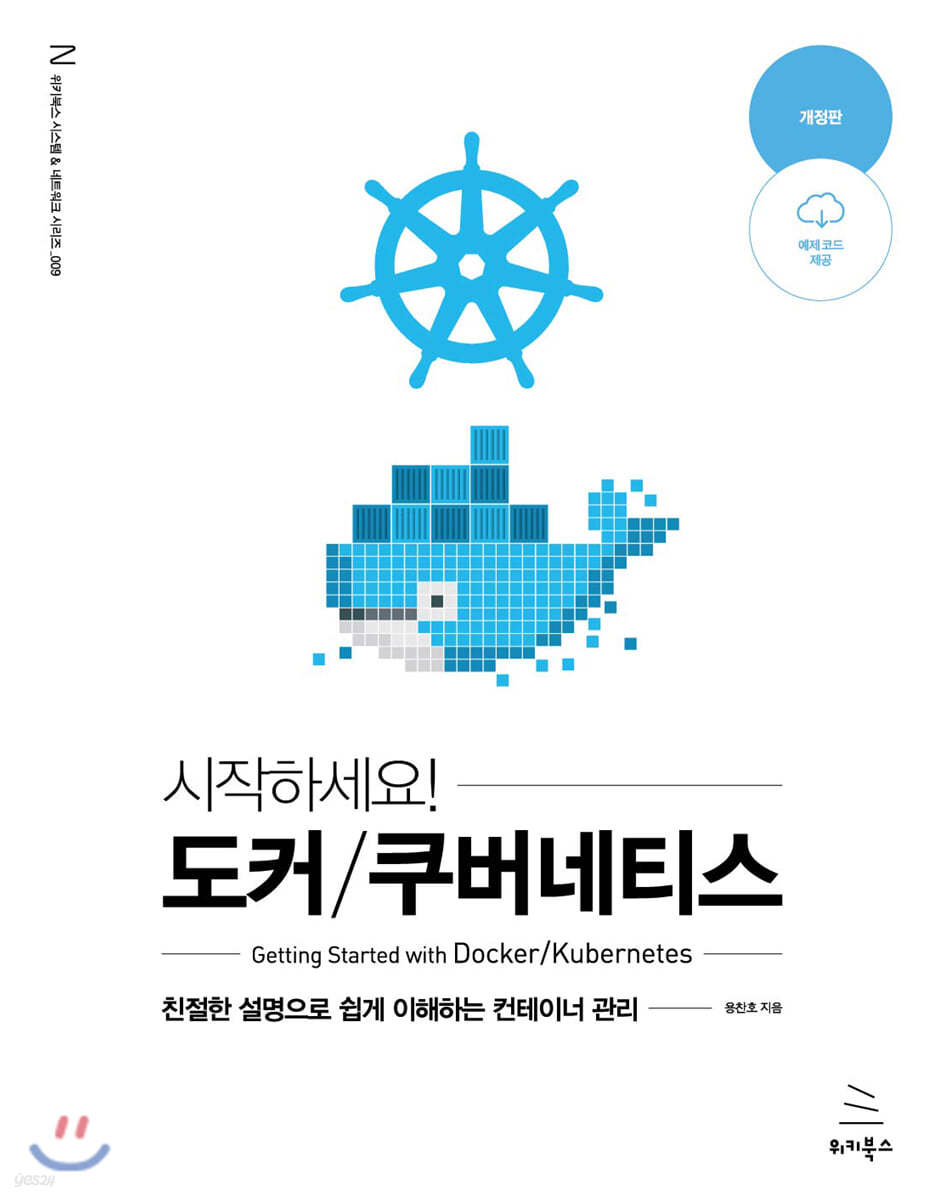 위키북스 시스템 & 네트워크 시리즈_009
개정판
예제 코드
제공
시작하세요!
도커/쿠버네티스
Getting Started with Docker/Kubernetes
친절한 설명으로 쉽게 이해하는 컨테이너 관리
용찬호 지음
위키북스
yes24